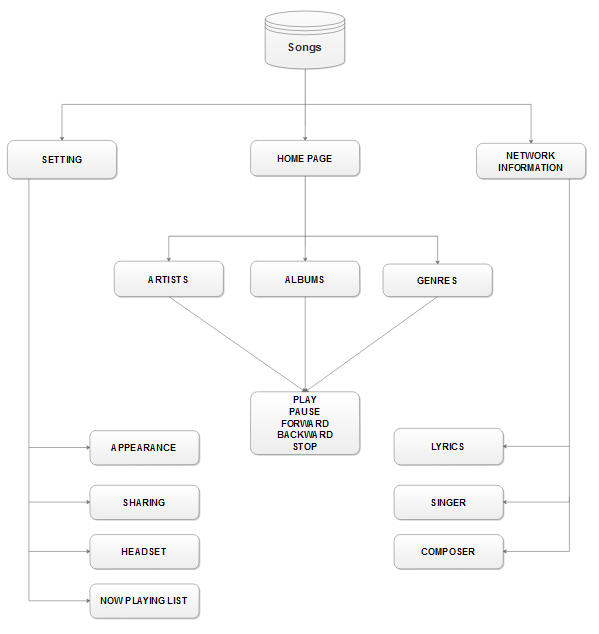 Songs
SETTING
HOME PAGE
NETWORK
INFORMATION
ARTISTS
ALBUMS
GENRES
PLAY
PAUSE
FORWARD
BACKWARD
STOP
APPEARANCE
SHARING
HEADSET
NOW PLAYING LIST
LYRICS
SINGER
COMPOSER